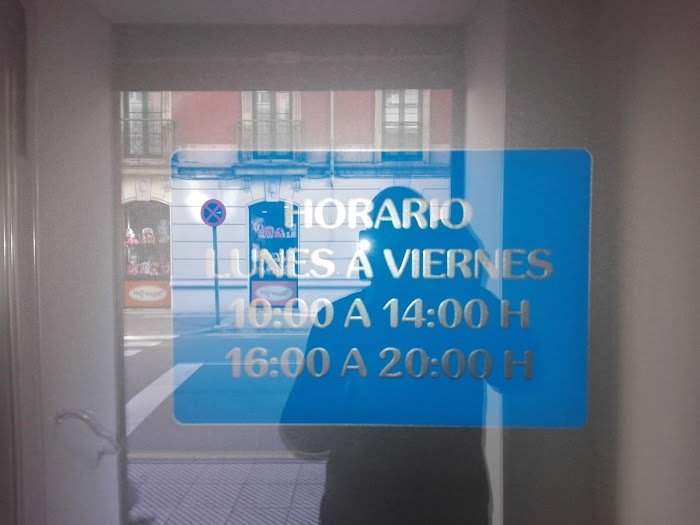 HORARIO
LUNES A VIERNES
10:00 A 14:00 H
16:00 A 20:00 H